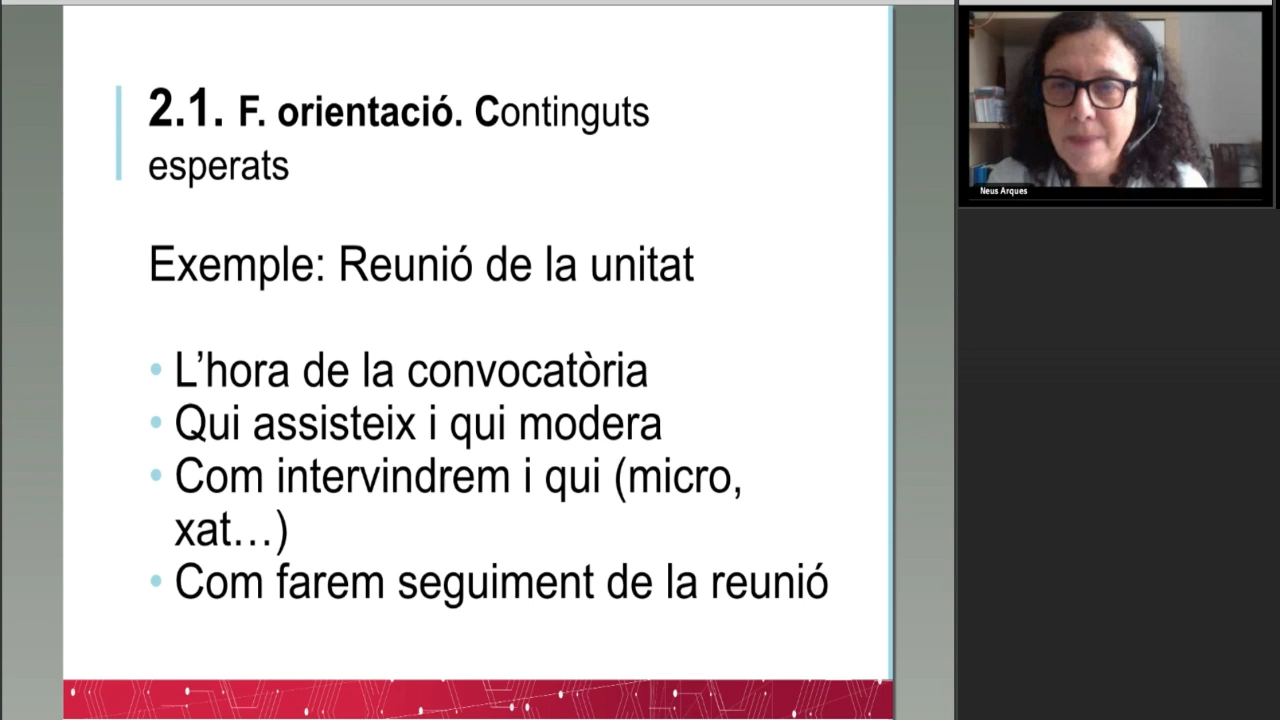 2.1. F. orientació. Continguts
esperats
Exemple: Reunió de la unitat
• L’hora de la convocatòria
• Qui assisteix i qui modera
• Com intervindrem i qui (micro,
xat…)
• Com farem seguiment de la reunió
Neus Arques